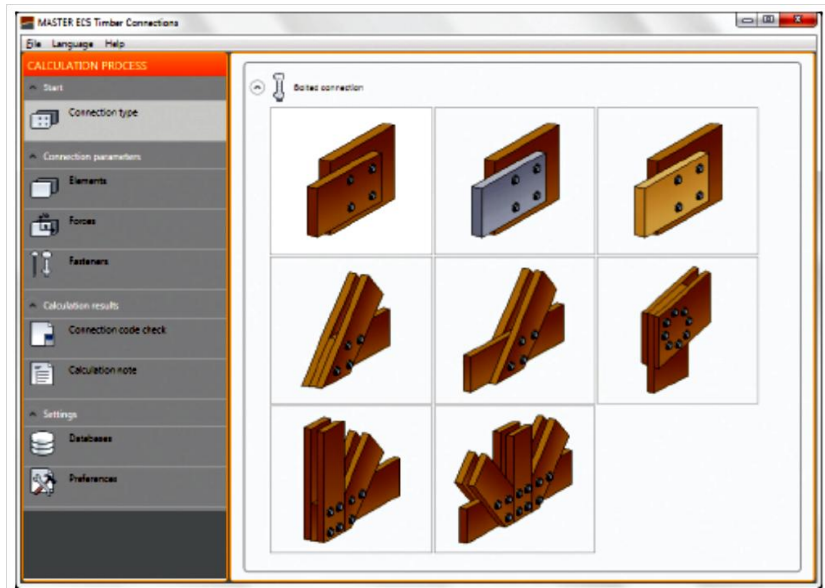 MASTER EC5 Timber Connections
File Language Help
CALCULATION PROCESS
Start
Connection type
Connection parameters
Elements
Forces
Fasteners
Calculation results
Connection code check
Calculation note
Settings
Databases
Preferences
Bolted connection